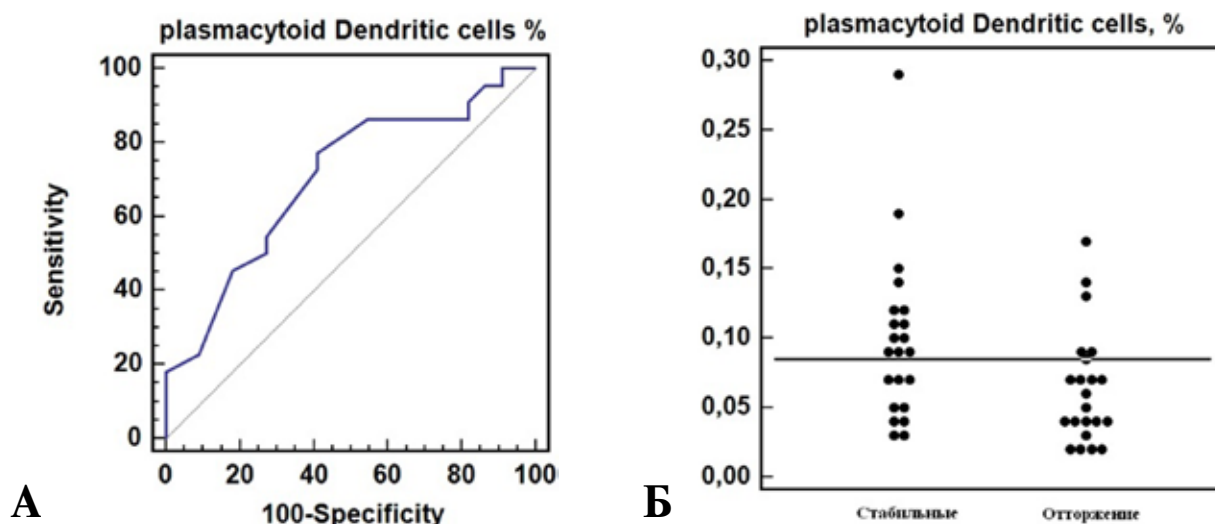 plasmacytoid Dendritic cells %
100
80
60
40
20
0
Sensitivity
0 20 40 60 80 100
100-Specificity
А
plasmacytoid Dendritic cells, %
0,30
0,25
0,20
0,15
0,10
0,05
0,00
Стабильные Отторжение
Б